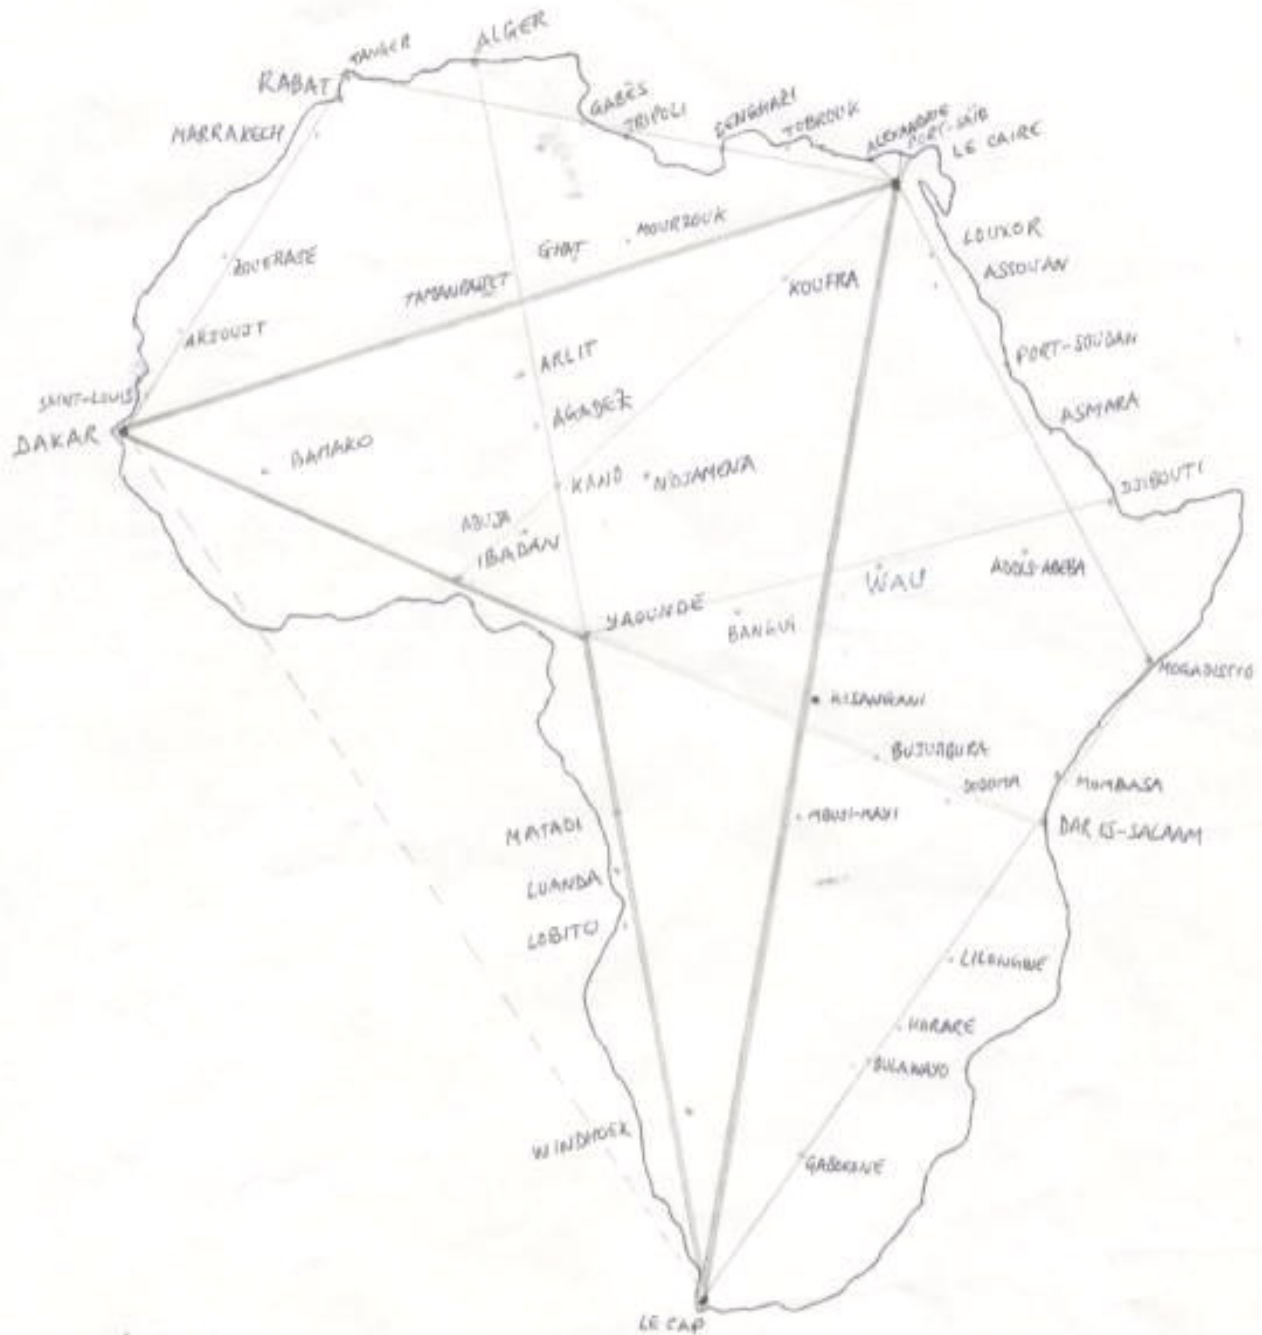 TANGER
ALGER
RABAT
MARRAKECH
GABÈS
TRIPOLI
BENGHAZI
TOBROUK
ALEXANDRIE
PORT-SAÏD
LE CAIRE
ZOUERATE
GHAT
MOURZOUK
LOUXOR
ASSOUAN
TAMANRASSET
KOUFRA
AKJOUJT
ARLIT
PORT-SOUDAN
SAINT-LOUIS
DAKAR
AGADEZ
ASMARA
BAMAKO
KANO
N'DJAMENA
DJIBOUTI
ABUJA
IBADAN
WAU
ADDIS-ABEBA
YAOUNDE
BANGUI
MOGADISCIO
KISANGANI
BUJUMBURA
DODOMA
MOMBASA
MATADI
MBUJI-MAYI
DAR ES-SALAAM
LUANDA
LOBITO
LILONGWE
HARARE
BULAWAYO
WINDHOEK
GABORONE
LE CAP